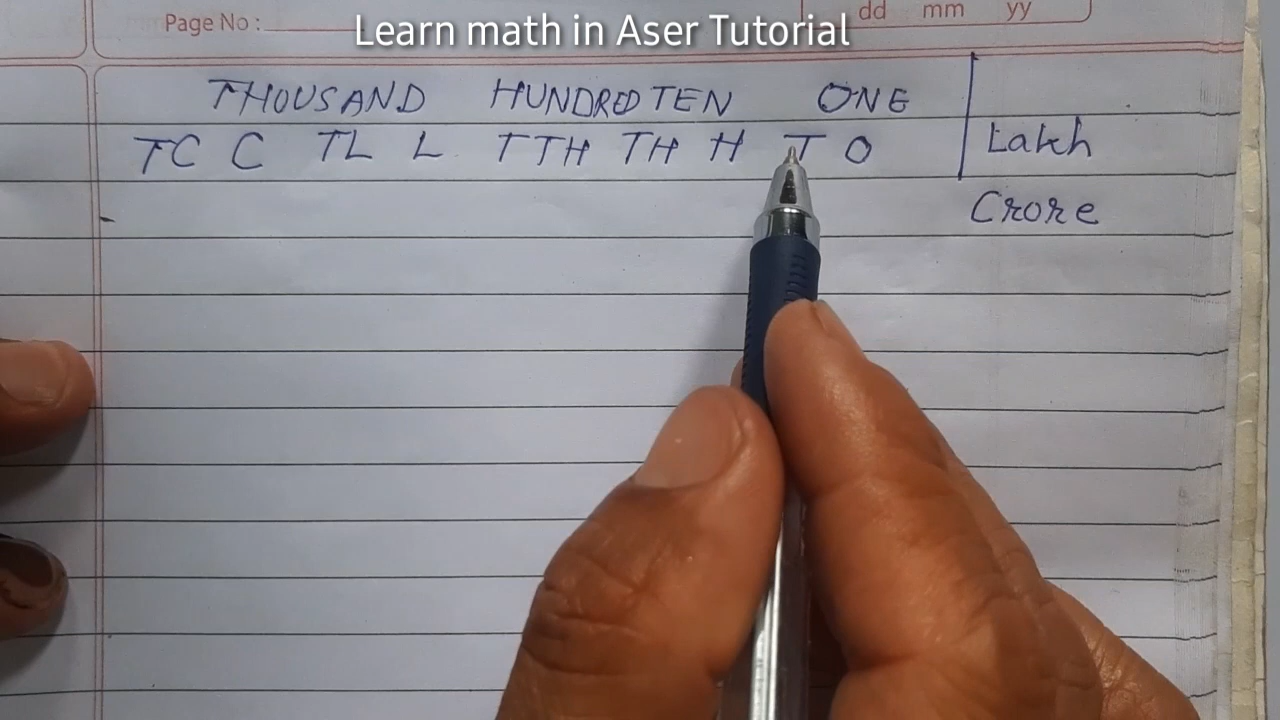 dd mm yy
Page No :
Learn math in Aser Tutorial
THOUSAND HUNDRED TEN ONE
TC C TL L TTH TH H T O
Lakh
Crore